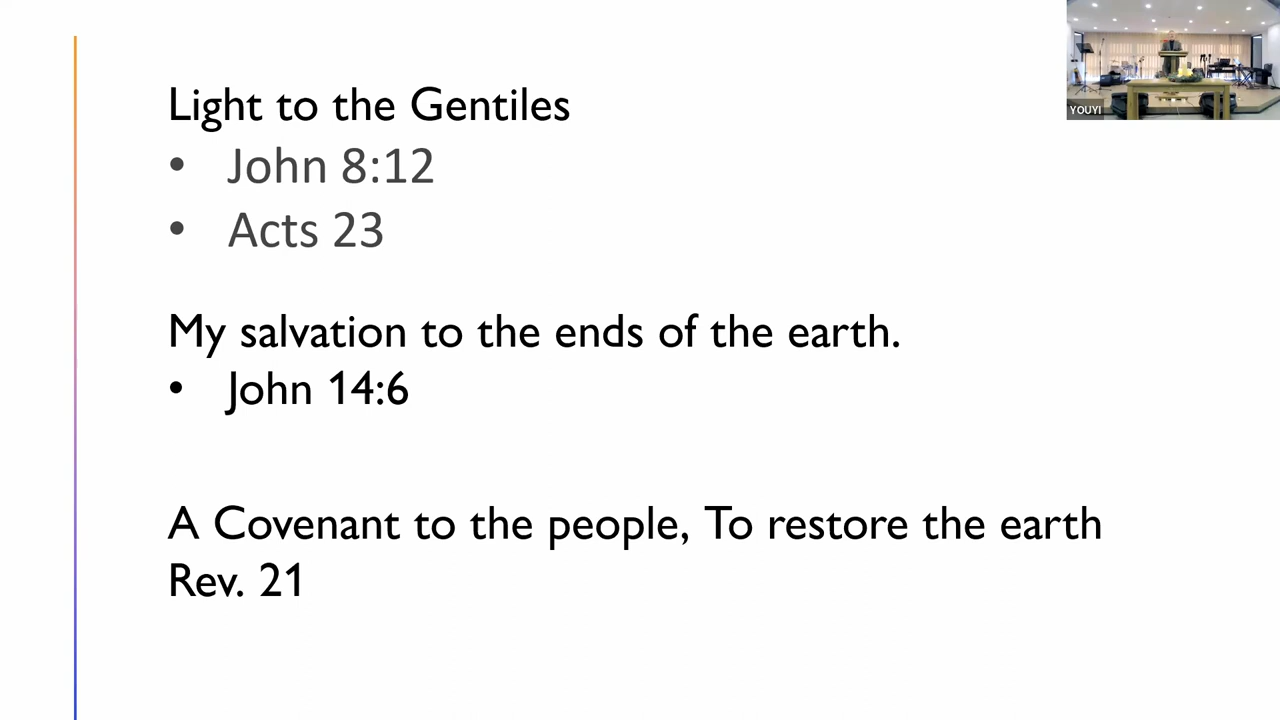 Light to the Gentiles
• John 8:12
• Acts 23
My salvation to the ends of the earth.
• John 14:6
A Covenant to the people, To restore the earth
Rev. 21
YOUYI